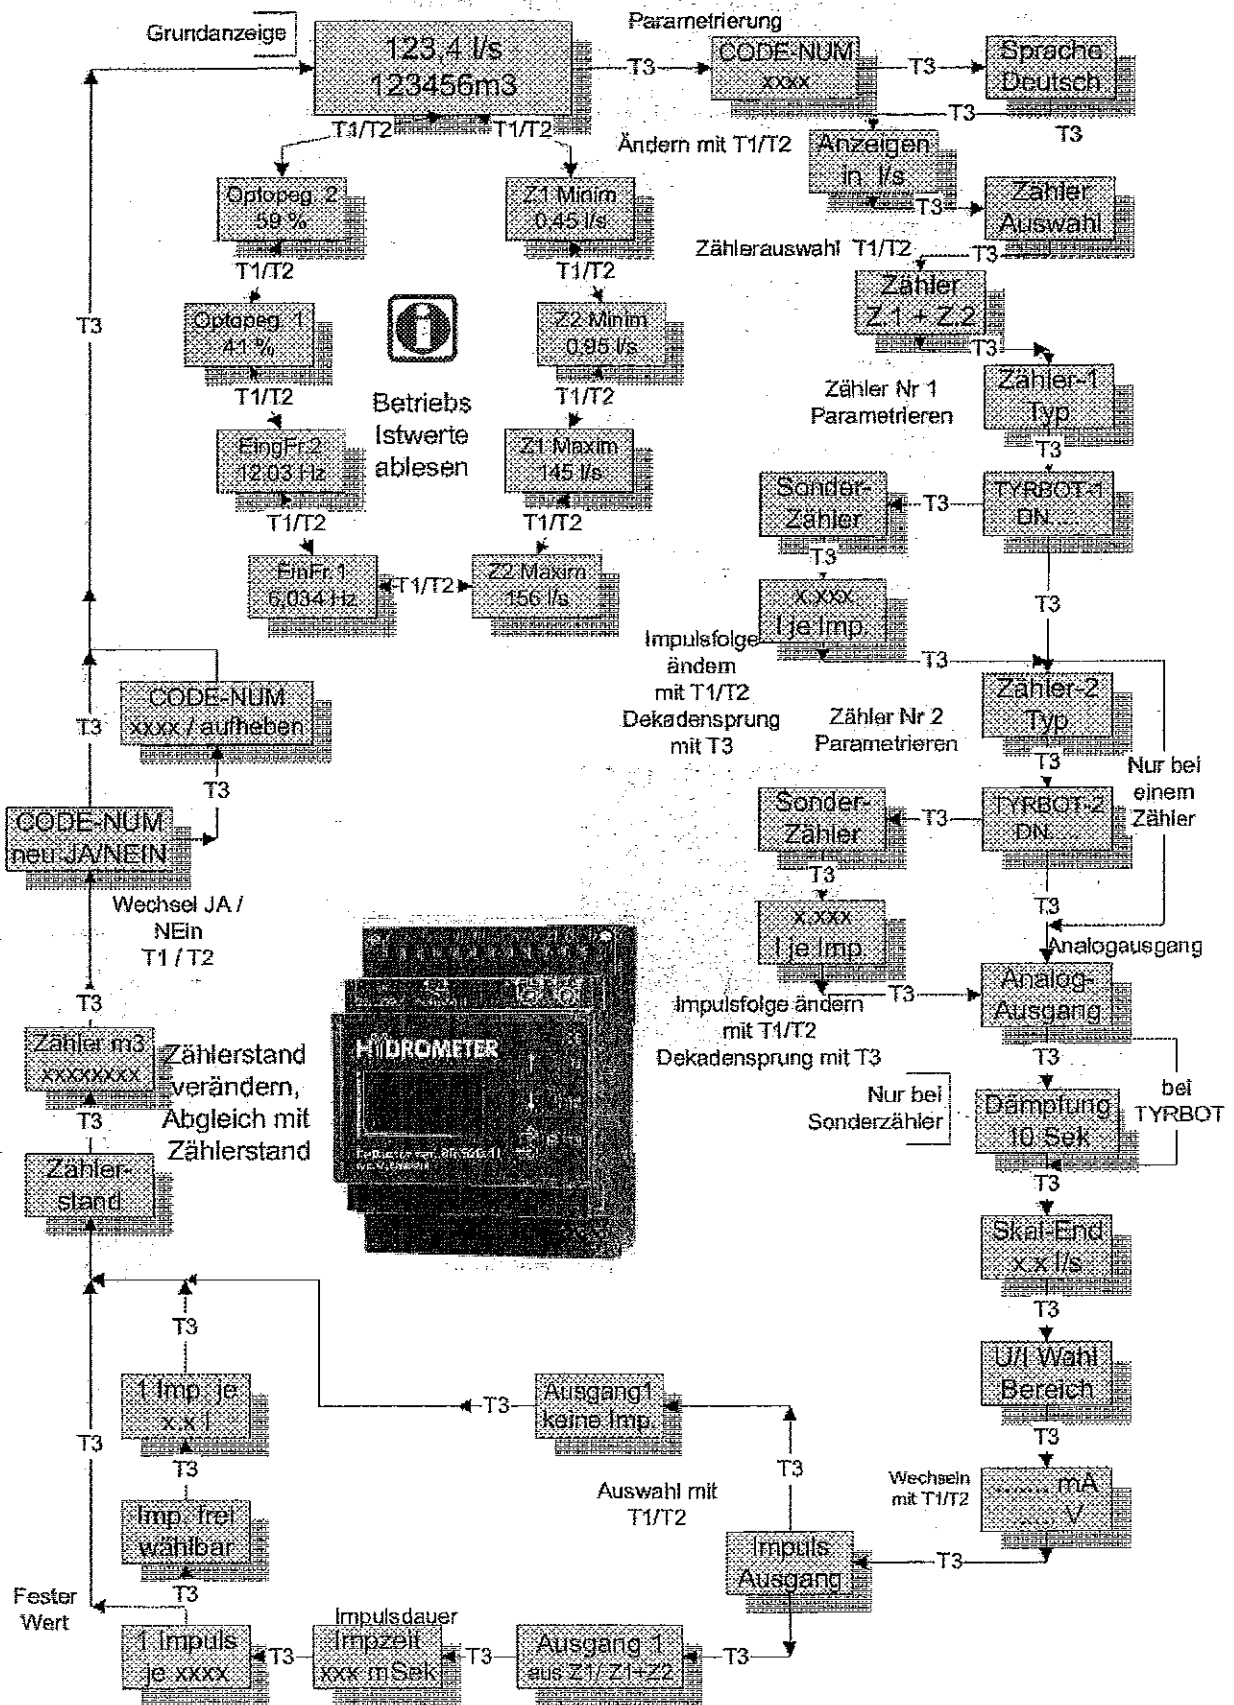 Grundanzeige
123,4 l/s
123456m3
Parametrierung
T3
CODE-NUM
xxxx
T3
Sprache
Deutsch
T3
T3
T1/T2
T1/T2
Ändern mit T1/T2
Anzeigen
in l/s
T3
Zähler
Auswahl
Zählerauswahl T1/T2
T3
Zähler
Z.1 + Z.2
T3
Optopeg. 2
59 %
T1/T2
Optopeg. 1
41 %
T1/T2
EingFr.2
12.03 Hz
T1/T2
EinFr.1
6,034 Hz
T1/T2
Z1 Minim
0.45 l/s
T1/T2
Z2 Minim
0.95 l/s
T1/T2
Z1 Maxim
145 l/s
T1/T2
Z2 Maxim
156 l/s
i
Betriebs
Istwerte
ablesen
T3
Zähler Nr 1
Parametrieren
Zähler-1
Typ
T3
TYRBOT-1
DN.....
T3
Sonder-
Zähler
T3
x.xxx
l je Imp.
T3
T3
Impulsfolge
ändern
mit T1/T2
Dekadensprung
mit T3
Zähler Nr 2
Parametrieren
Zähler-2
Typ
T3
Nur bei
einem
Zähler
TYRBOT-2
DN.....
T3
Sonder-
Zähler
T3
x.xxx
l je Imp
T3
T3
Analogausgang
Analog-
Ausgang
Impulsfolge ändern
mit T1/T2
Dekadensprung mit T3
T3
bei
TYRBOT
Nur bei
Sonderzähler
Dämpfung
10 Sek
T3
Skal-End
x.x l/s
T3
U/I Wahl
Bereich
T3
Wechseln
mit T1/T2
....... mA
..... V
T3
Impuls
Ausgang
Auswahl mit
T1/T2
T3
Ausgang1
keine Imp.
T3
T3
Ausgang 1
aus Z1/ Z1+Z2
T3
Impulsdauer
Impzeit
xxx mSek
T3
1 Impuls
je xxxx
Fester
Wert
T3
Imp. frei
wählbar
T3
1 Imp. je
x.x l
T3
T3
Zähler-
stand
T3
Zähler m3
xxxxxxxx
Zählerstand
verändern,
Abgleich mit
Zählerstand
T3
Wechsel JA /
NEin
T1 / T2
CODE-NUM
neu JA/NEIN
T3
CODE-NUM
xxxx / aufheben
T3
HYDROMETER